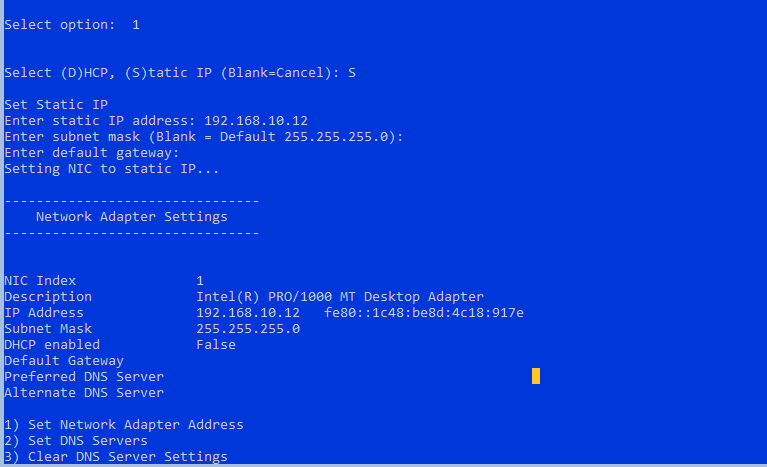 Select option:  1
Select (D)HCP, (S)tatic IP (Blank=Cancel): S
Set Static IP
Enter static IP address: 192.168.10.12
Enter subnet mask (Blank = Default 255.255.255.0):
Enter default gateway:
Setting NIC to static IP...
--------------------------------
    Network Adapter Settings
--------------------------------
NIC Index               1
Description             Intel(R) PRO/1000 MT Desktop Adapter
IP Address              192.168.10.12   fe80::1c48:be8d:4c18:917e
Subnet Mask             255.255.255.0
DHCP enabled            False
Default Gateway
Preferred DNS Server
Alternate DNS Server
1) Set Network Adapter Address
2) Set DNS Servers
3) Clear DNS Server Settings